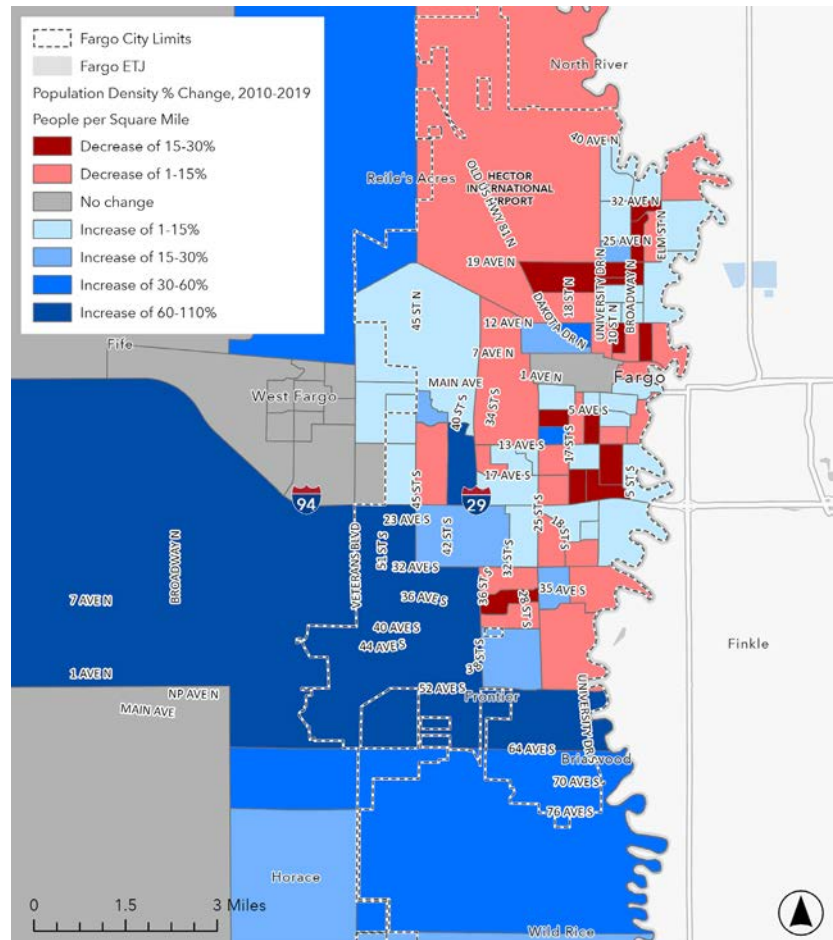 Fargo City Limits
Fargo ETJ
Population Density % Change, 2010-2019
People per Square Mile
Decrease of 15-30%
Decrease of 1-15%
No change
Increase of 1-15%
Increase of 15-30%
Increase of 30-60%
Increase of 60-110%
North River
40 AVE N
Reile's Acres
OLD US HWY 81 N
HECTOR
INTERNATIONAL
AIRPORT
32 AVE N
25 AVE N
ELM ST N
19 AVE N
18 ST N
UNIVERSITY DR N
10 ST N
BROADWAY N
45 ST N
12 AVE N
DAKOTA DR N
7 AVE N
Fife
1 AVE N
Fargo
MAIN AVE
West Fargo
40 ST S
34 ST S
5 AVE S
17 ST S
13 AVE S
17 AVE S
5 ST S
45 ST S
94
29
25 ST S
18 ST S
23 AVE S
42 ST S
32 ST S
51 ST S
VETERANS BLVD
BROADWAY N
32 AVE S
36 ST S
28 ST S
35 AVE S
7 AVE N
36 AVE S
40 AVE S
44 AVE S
38 ST S
Finkle
1 AVE N
NP AVE N
MAIN AVE
52 AVE S
Frontier
UNIVERSITY DR S
64 AVE S
Briarwood
70 AVE S
76 AVE S
Horace
0 1.5 3 Miles
Wild Rice